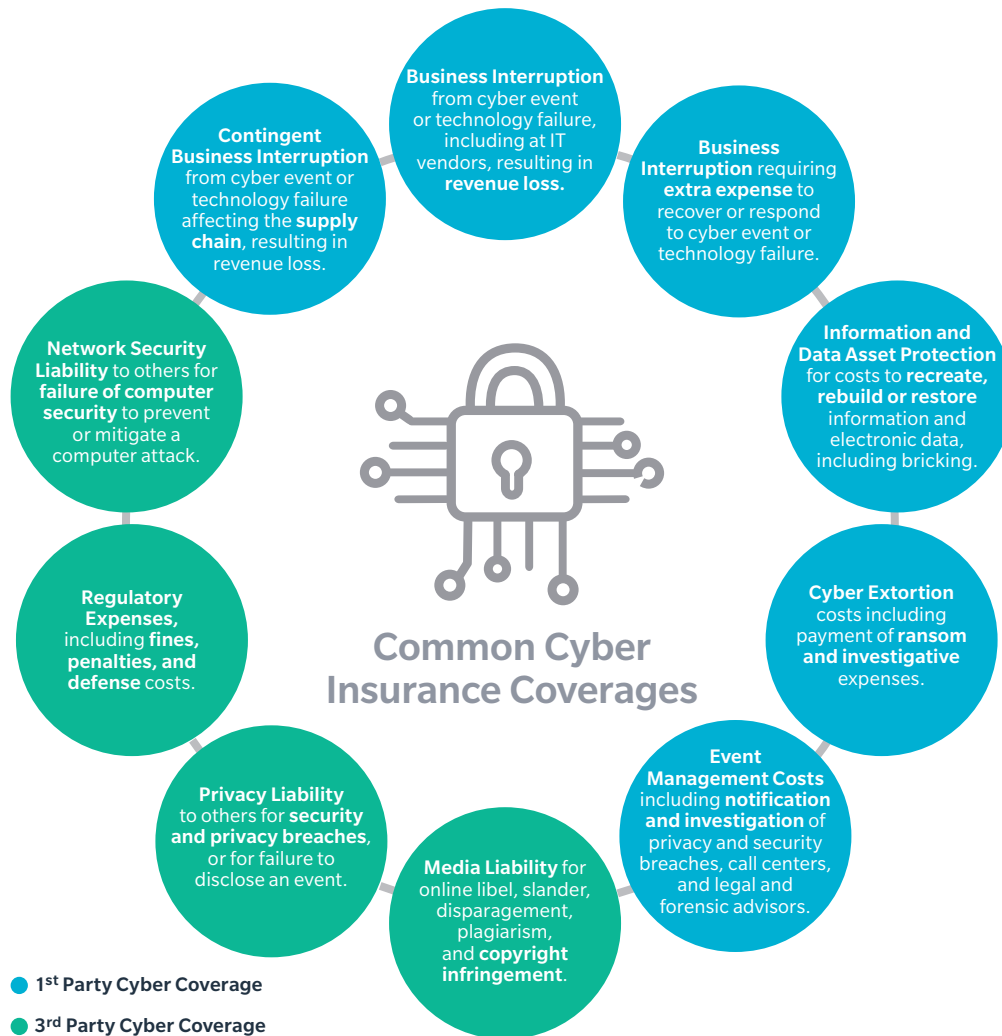 Business Interruption
from cyber event
or technology failure,
including at IT
vendors, resulting in
revenue loss.
Business
Interruption requiring
extra expense to
recover or respond
to cyber event or
technology failure.
Information and
Data Asset Protection
for costs to recreate,
rebuild or restore
information and
electronic data,
including bricking.
Cyber Extortion
costs including
payment of ransom
and investigative
expenses.
Event
Management Costs
including notification
and investigation of
privacy and security
breaches, call centers,
and legal and
forensic advisors.
Media Liability for
online libel, slander,
disparagement,
plagiarism,
and copyright
infringement.
Privacy Liability
to others for security
and privacy breaches,
or for failure to
disclose an event.
Regulatory
Expenses,
including fines,
penalties, and
defense costs.
Network Security
Liability to others for
failure of computer
security to prevent
or mitigate a
computer attack.
Contingent
Business Interruption
from cyber event or
technology failure
affecting the supply
chain, resulting in
revenue loss.
Common Cyber
Insurance Coverages
1st Party Cyber Coverage
3rd Party Cyber Coverage